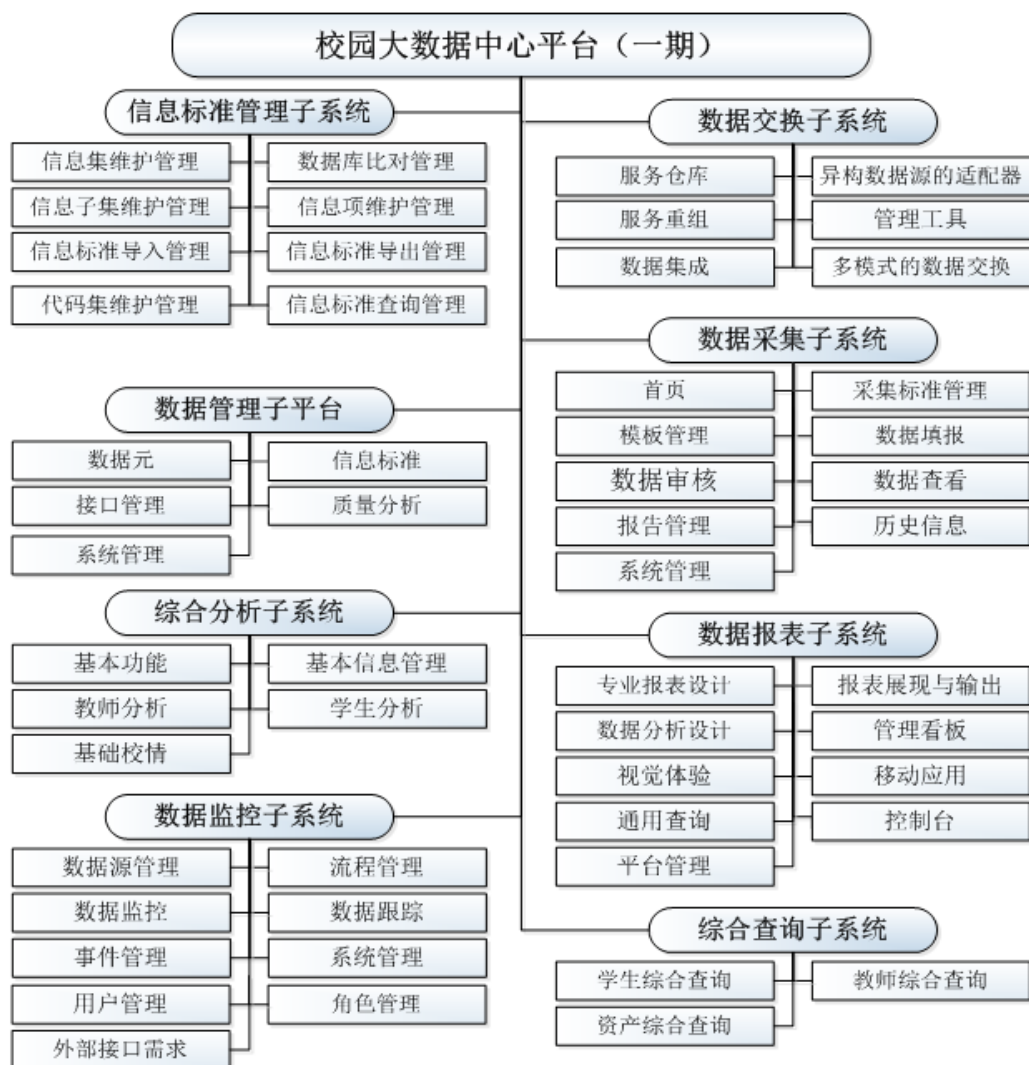 校园大数据中心平台（一期）
信息标准管理子系统
信息集维护管理
数据库比对管理
信息子集维护管理
信息项维护管理
信息标准导入管理
信息标准导出管理
代码集维护管理
信息标准查询管理
数据管理子平台
数据元
信息标准
接口管理
质量分析
系统管理
综合分析子系统
基本功能
基本信息管理
教师分析
学生分析
基础校情
数据监控子系统
数据源管理
流程管理
数据监控
数据跟踪
事件管理
系统管理
用户管理
角色管理
外部接口需求
数据交换子系统
服务仓库
异构数据源的适配器
服务重组
管理工具
数据集成
多模式的数据交换
数据采集子系统
首页
采集标准管理
模板管理
数据填报
数据审核
数据查看
报告管理
历史信息
系统管理
数据报表子系统
专业报表设计
报表展现与输出
数据分析设计
管理看板
视觉体验
移动应用
通用查询
控制台
平台管理
综合查询子系统
学生综合查询
教师综合查询
资产综合查询